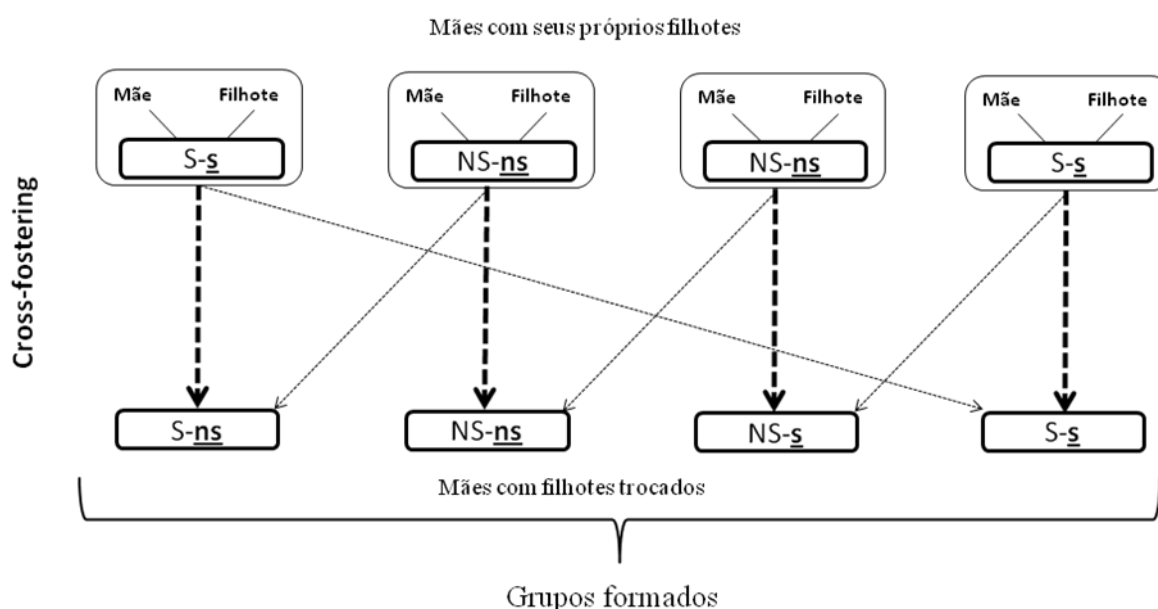 Mães com seus próprios filhotes
Mãe Filhote
S-s
Mãe Filhote
NS-ns
Mãe Filhote
NS-ns
Mãe Filhote
S-s
Cross-fostering
S-ns
NS-ns
NS-s
S-s
Mães com filhotes trocados
Grupos formados